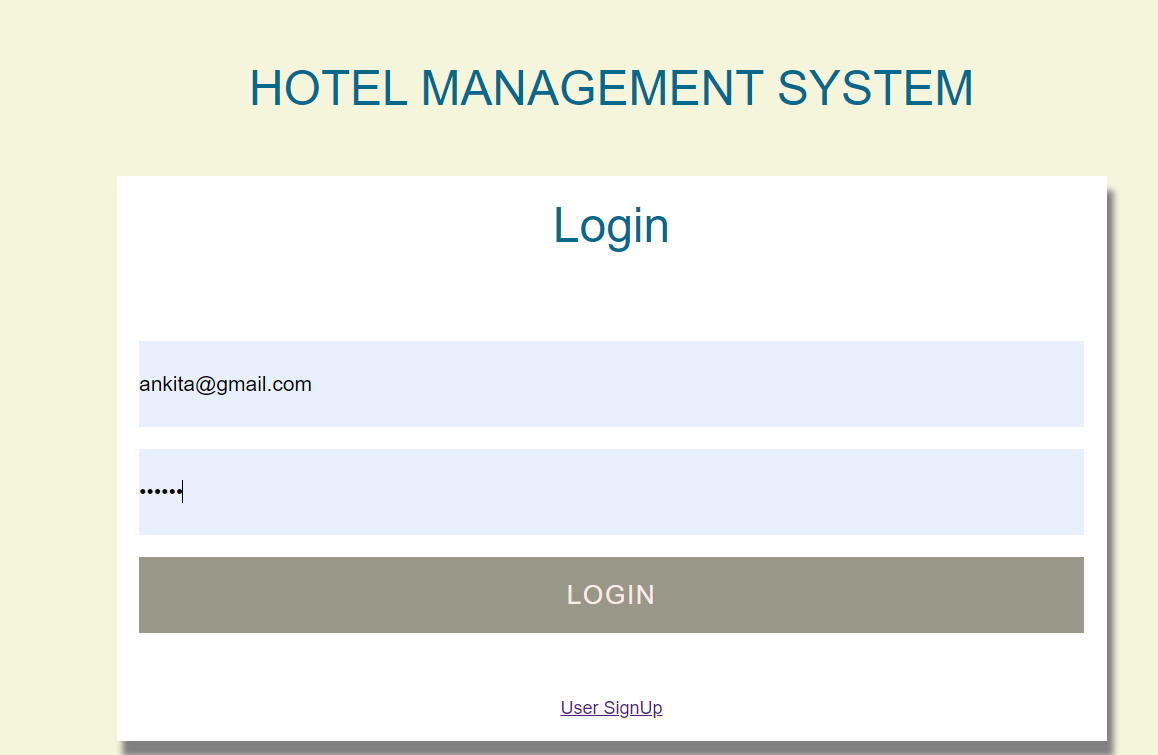 HOTEL MANAGEMENT SYSTEM
Login
ankita@gmail.com
••••••
LOGIN
User SignUp